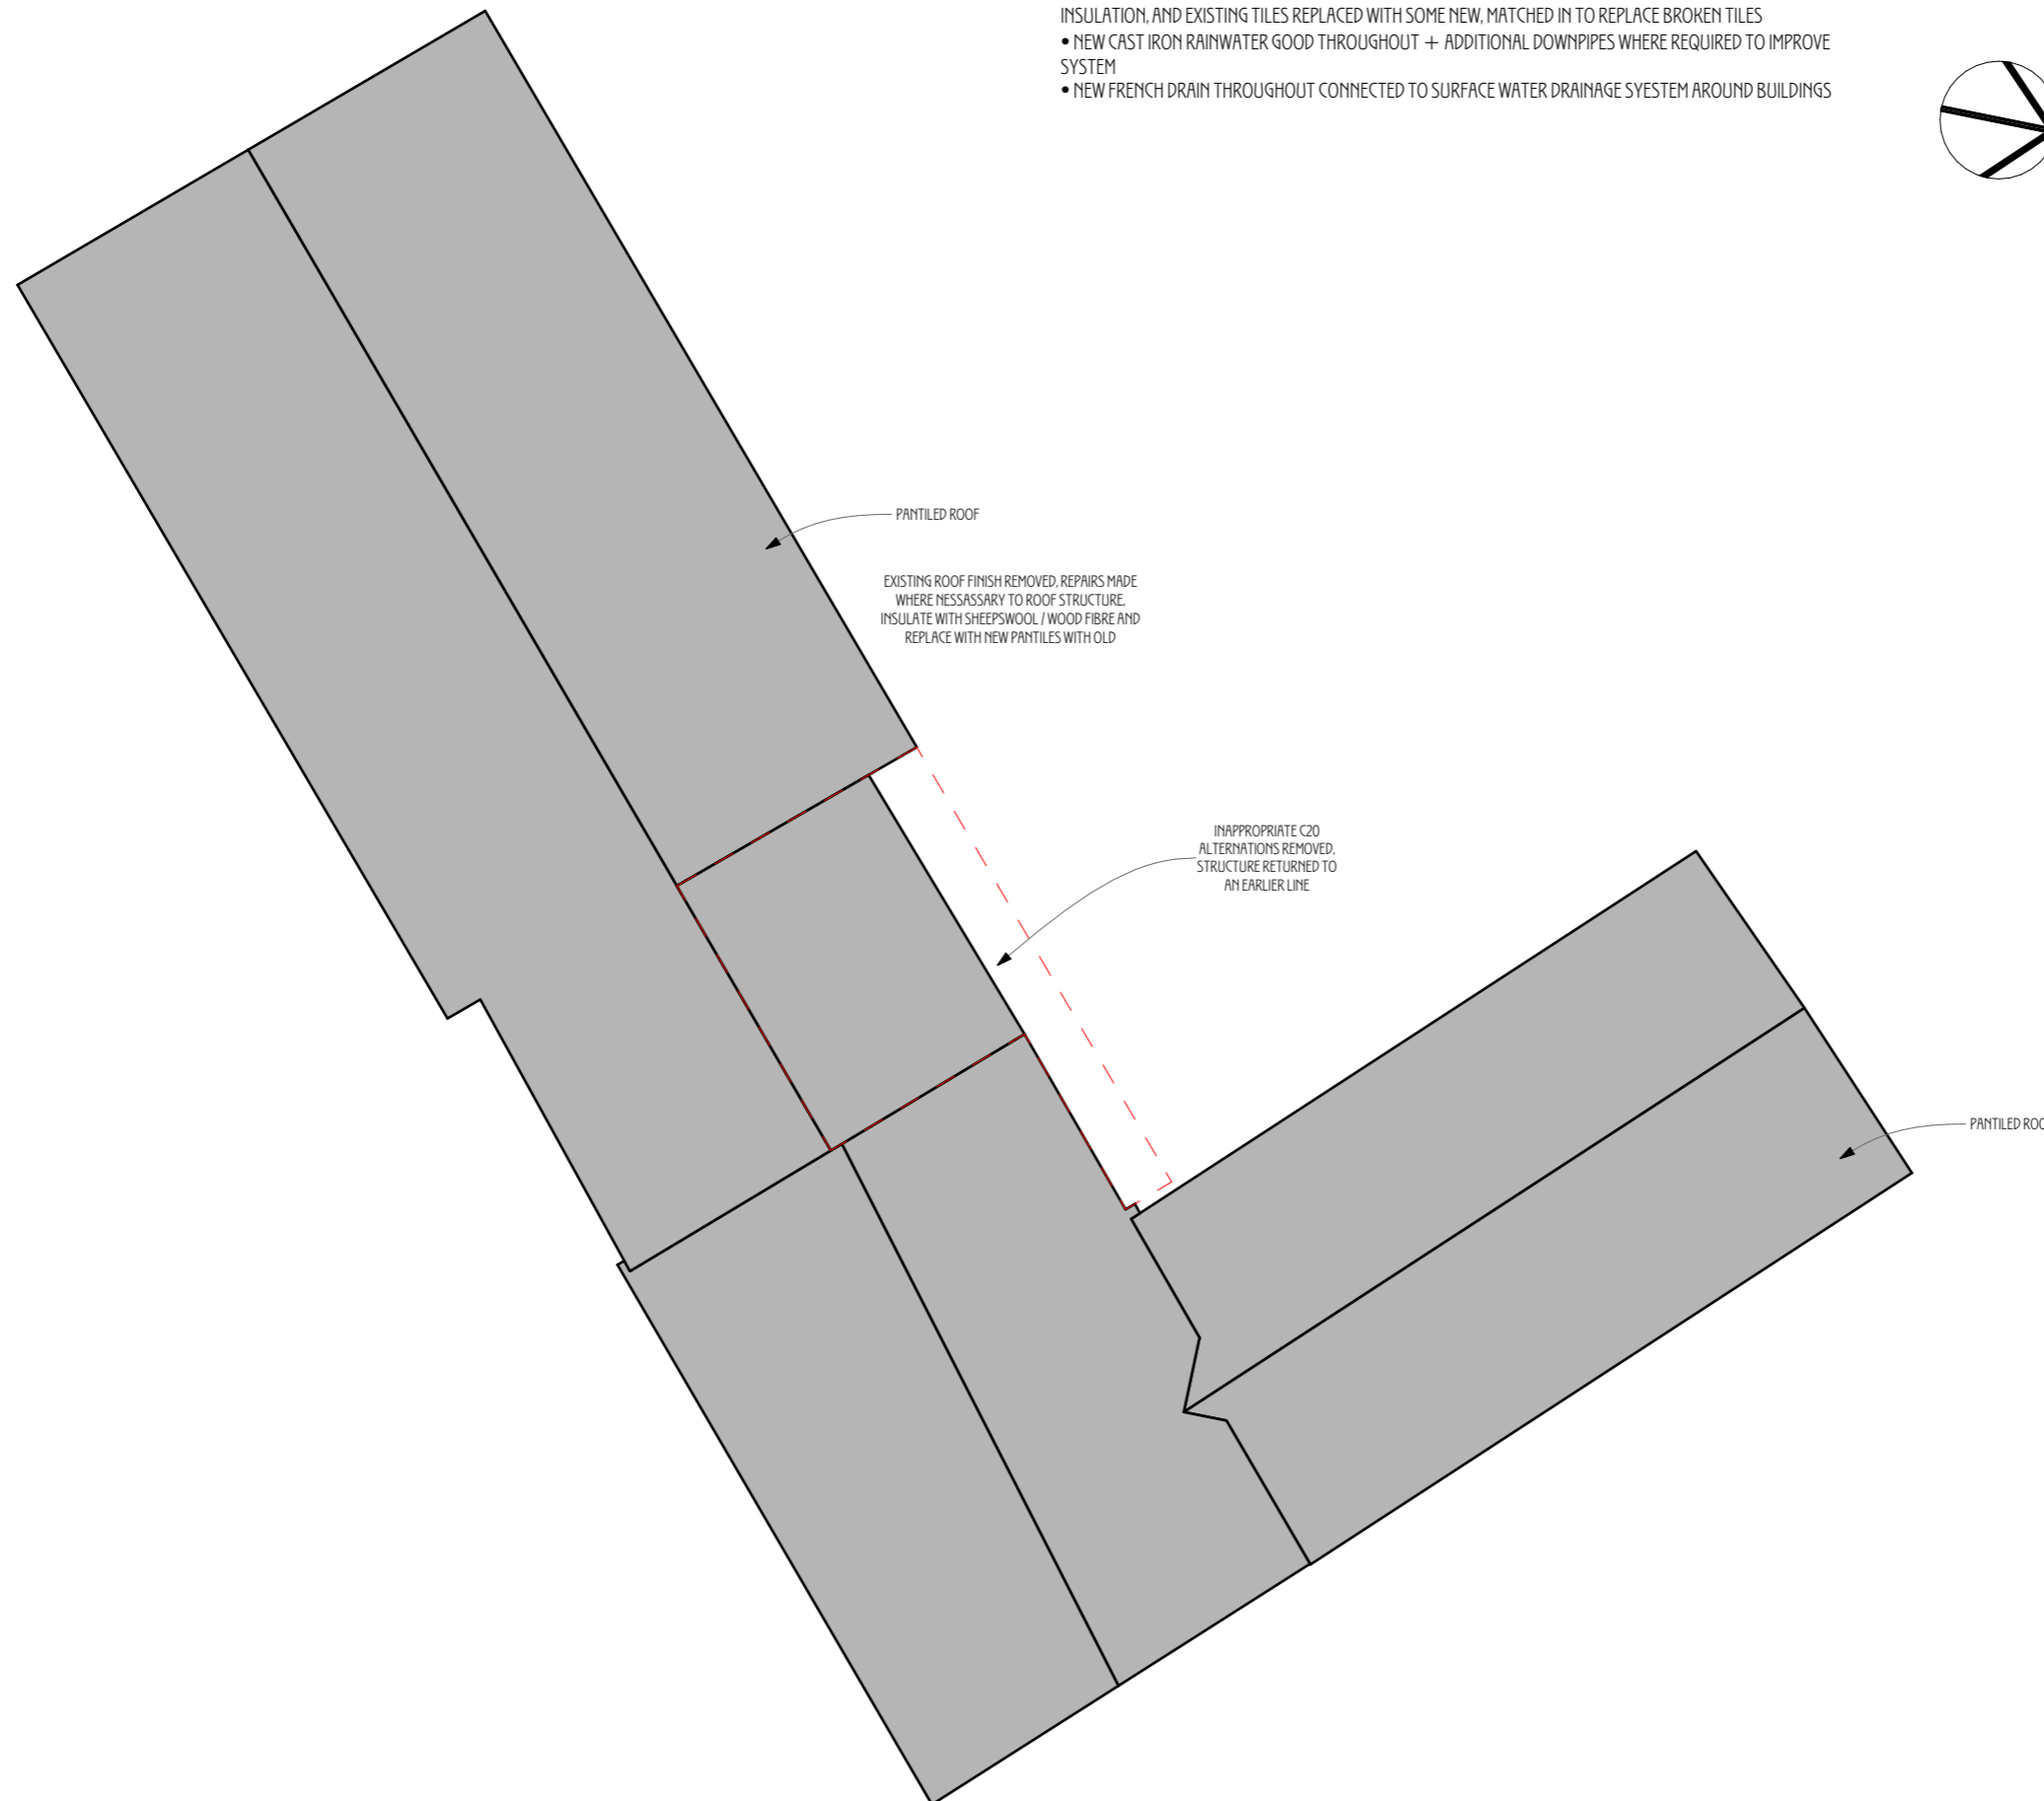 INSULATION, AND EXISTING TILES REPLACED WITH SOME NEW, MATCHED IN TO REPLACE BROKEN TILES
• NEW CAST IRON RAINWATER GOOD THROUGHOUT + ADDITIONAL DOWNPIPES WHERE REQUIRED TO IMPROVE
SYSTEM
• NEW FRENCH DRAIN THROUGHOUT CONNECTED TO SURFACE WATER DRAINAGE SYESTEM AROUND BUILDINGS
PANTILED ROOF
EXISTING ROOF FINISH REMOVED, REPAIRS MADE
WHERE NESSASSARY TO ROOF STRUCTURE,
INSULATE WITH SHEEPSWOOL / WOOD FIBRE AND
REPLACE WITH NEW PANTILES WITH OLD
INAPPROPRIATE C20
ALTERNATIONS REMOVED,
STRUCTURE RETURNED TO
AN EARLIER LINE
PANTILED